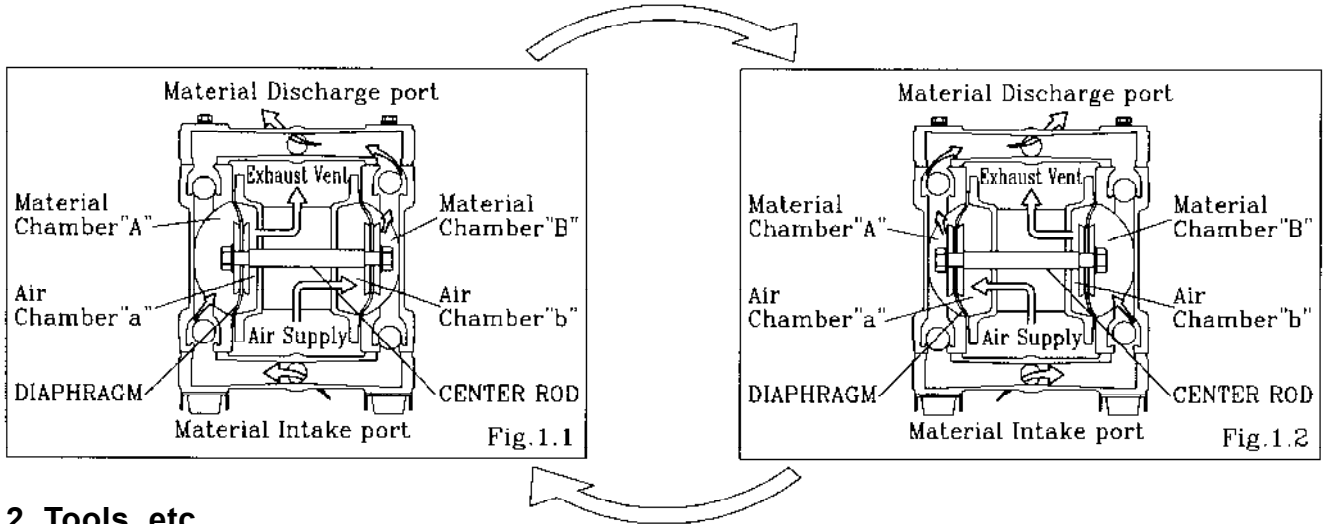 Material Discharge port
Exhaust Vent
Material
Chamber"A"
Material
Chamber"B"
Air
Chamber"a"
Air
Chamber"b"
Air Supply
DIAPHRAGM
CENTER ROD
Material Intake port
Fig.1.1
Material Discharge port
Exhaust Vent
Material
Chamber"A"
Material
Chamber"B"
Air
Chamber"a"
Air
Chamber"b"
Air Supply
DIAPHRAGM
CENTER ROD
Material Intake port
Fig.1.2
2. Tools, etc.